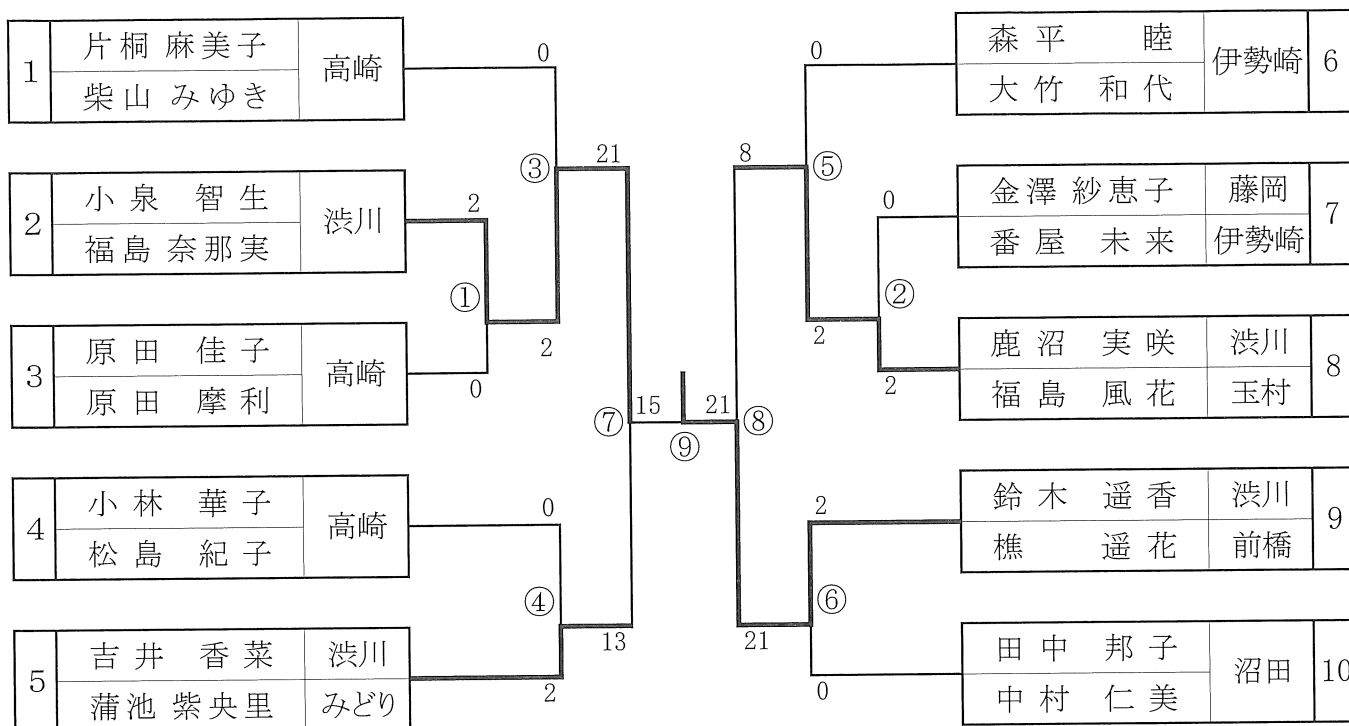 1 片桐 麻美子 高崎
柴山 みゆき
0
2 小泉 智生 渋川
福島 奈那実
2
3 原田 佳子 高崎
原田 摩利
0
① 2
③ 21
4 小林 華子 高崎
松島 紀子
0
5 吉井 香菜 渋川
蒲池 紫央里 みどり
2
④ 13
⑦ 15
⑨
21 ⑧
8 ⑤
0
森平 睦 伊勢崎 6
大竹 和代
0
金澤 紗恵子 藤岡 7
番屋 未来 伊勢崎
2 ②
2
鹿沼 実咲 渋川 8
福島 風花 玉村
2
鈴木 遥香 渋川 9
樵 遥花 前橋
21 ⑥
0
田中 邦子 沼田 10
中村 仁美